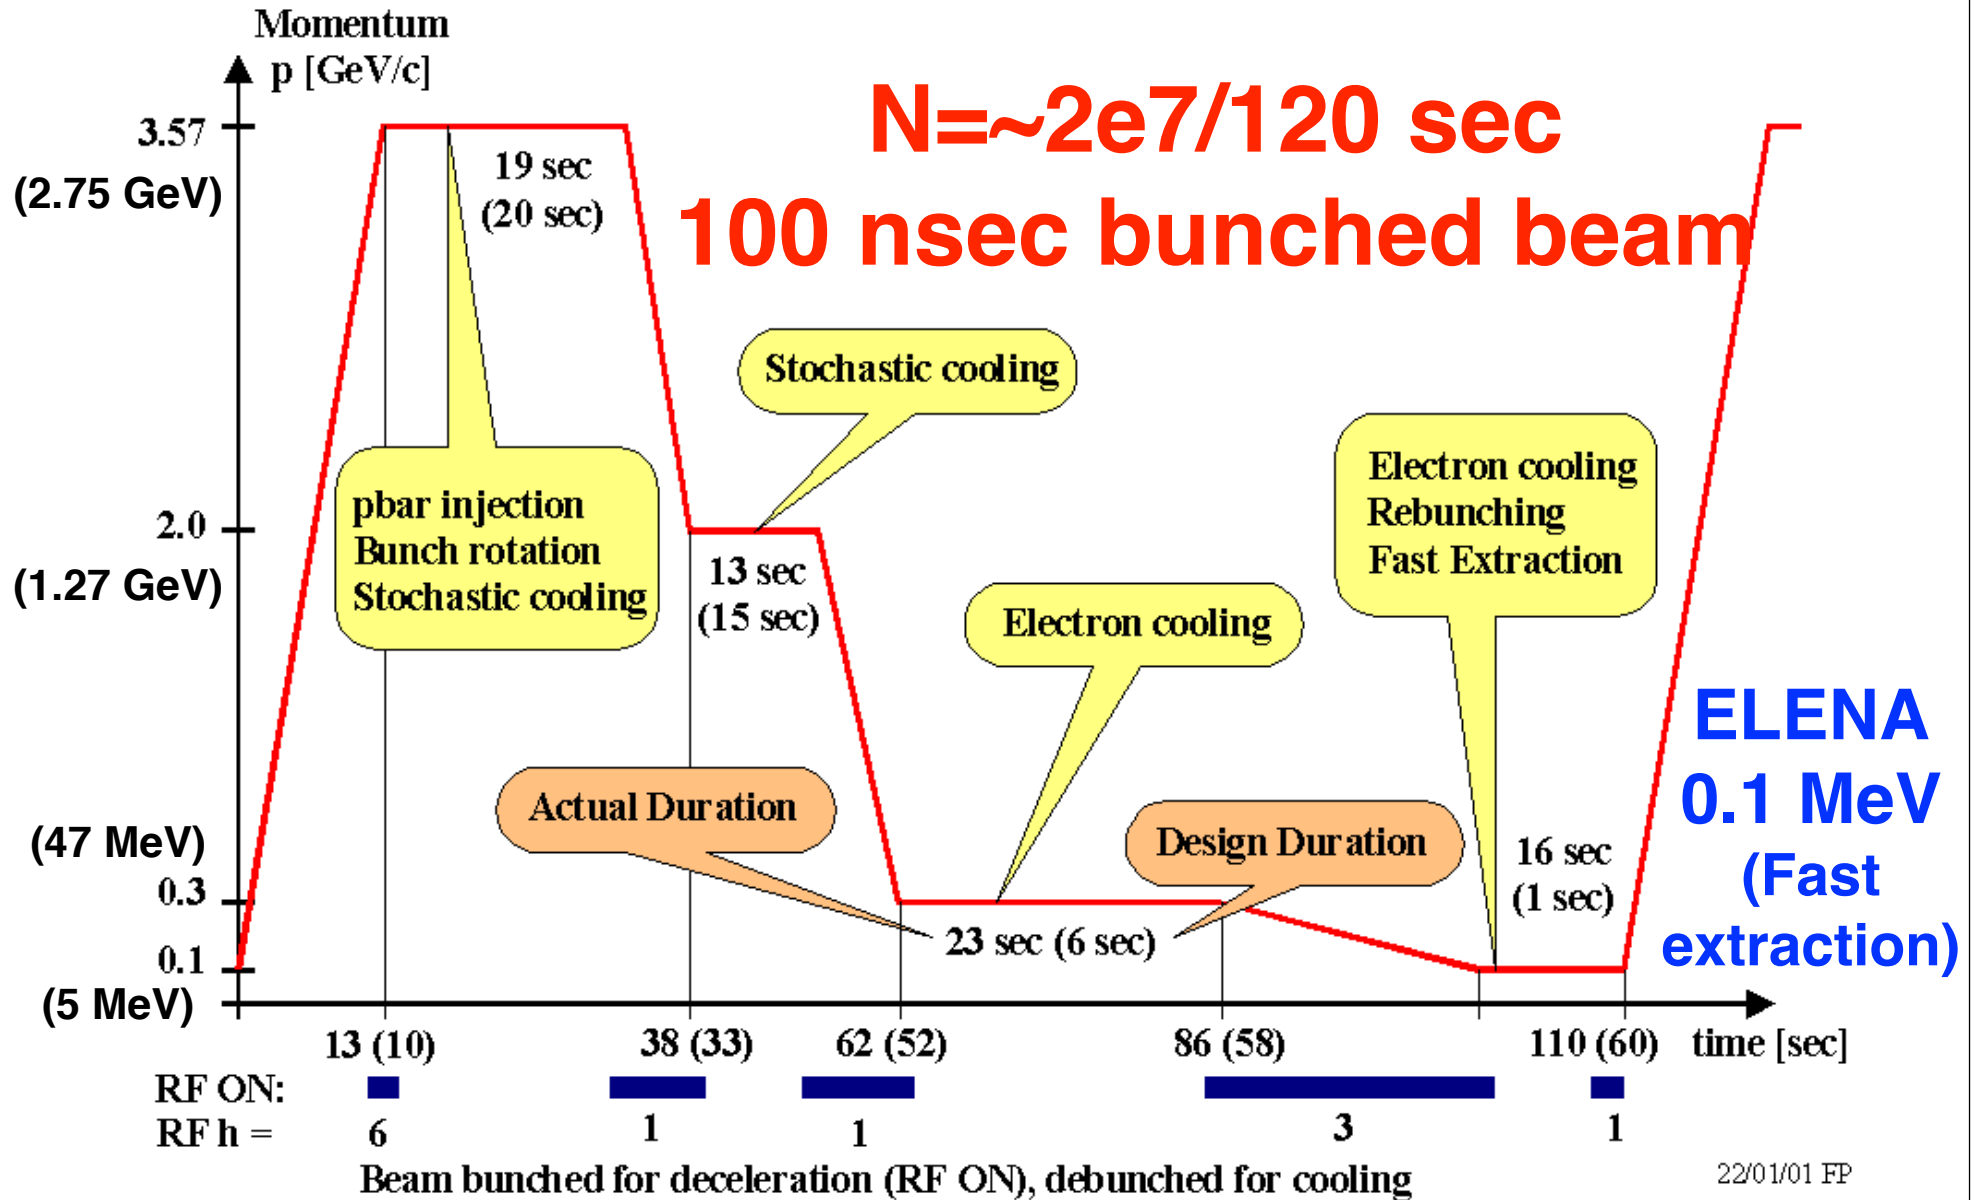 Momentum
p [GeV/c]
N=~2e7/120 sec
100 nsec bunched beam
3.57
(2.75 GeV)
19 sec
(20 sec)
Stochastic cooling
pbar injection
Bunch rotation
Stochastic cooling
2.0
(1.27 GeV)
13 sec
(15 sec)
Electron cooling
Electron cooling
Rebunching
Fast Extraction
ELENA
0.1 MeV
(Fast
extraction)
Actual Duration
Design Duration
16 sec
(1 sec)
(47 MeV)
0.3
23 sec (6 sec)
0.1
(5 MeV)
13 (10) 38 (33) 62 (52) 86 (58) 110 (60) time [sec]
RF ON:
RF h = 6 1 1 3 1
Beam bunched for deceleration (RF ON), debunched for cooling
22/01/01 FP